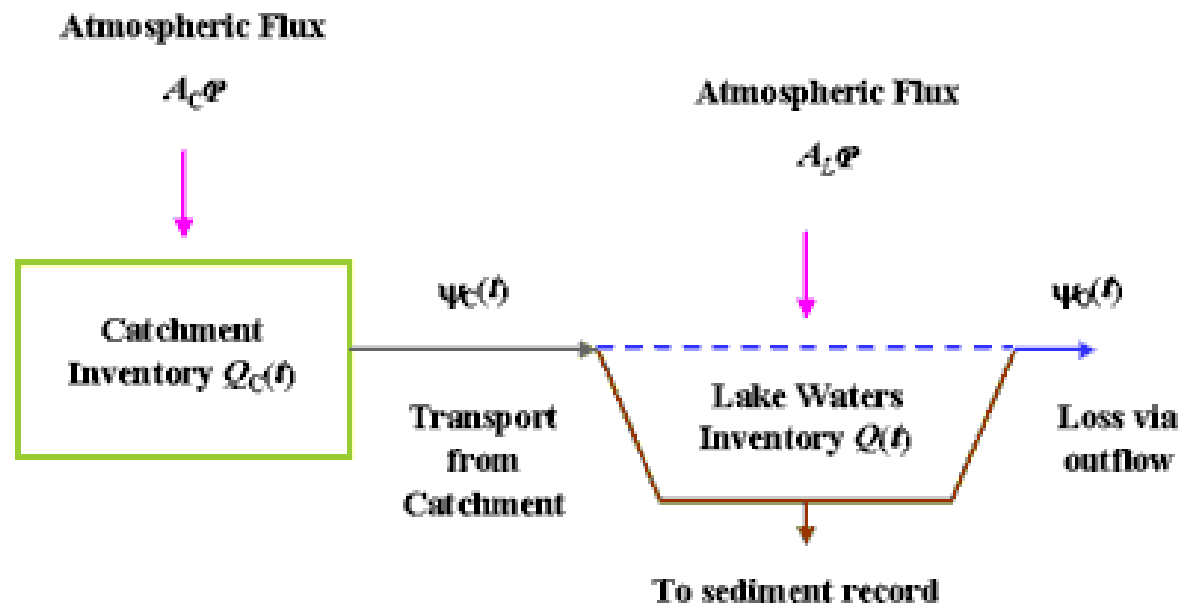 Atmospheric Flux
A_CΦ
Atmospheric Flux
A_LΦ
Catchment
Inventory Q_C(t)
Ψ_C(t)
Transport
from
Catchment
Lake Waters
Inventory Q(t)
Ψ_O(t)
Loss via
outflow
To sediment record